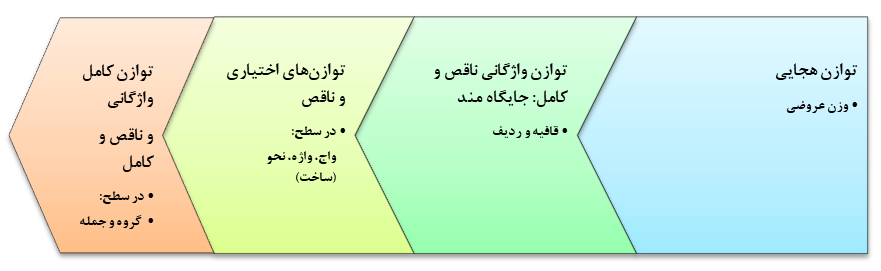 توازن هجایی
• وزن عروضی
توازن واژگانی ناقص و
کامل: جایگاه مند
• قافیه و ردیف
توازن‌های اختیاری
و ناقص
• در سطح:
واج، واژه، نحو
(ساخت)
توازن کامل
واژگانی
و ناقص و
کامل
• در سطح:
• گروه و جمله